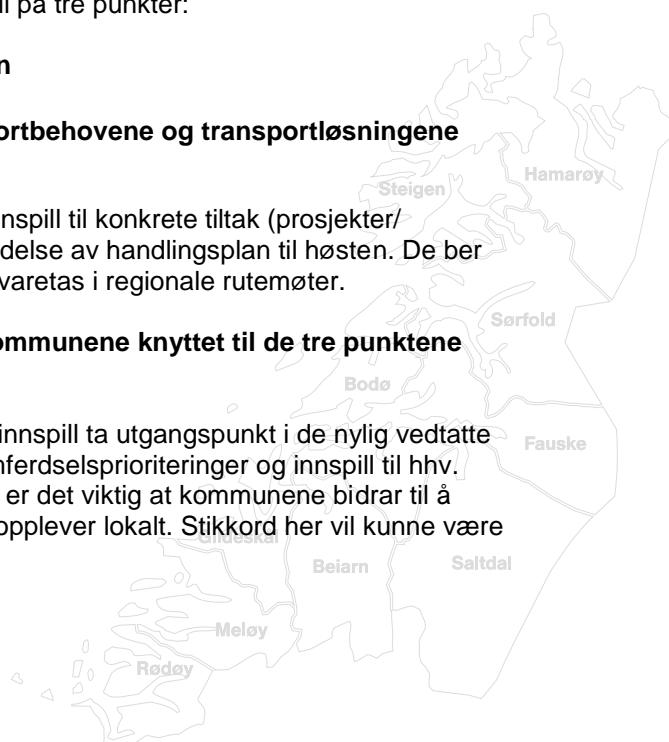 il på tre punkter:
n
ortbehovene og transportløsningene
nspill til konkrete tiltak (prosjekter/
delse av handlingsplan til høsten. De ber
varetas i regionale rutemøter.
ommunene knyttet til de tre punktene
innspill ta utgangspunkt i de nylig vedtatte
nferdselsprioriteringer og innspill til hhv.
er det viktig at kommunene bidrar til å
opplever lokalt. Stikkord her vil kunne være
Hamarøy
Steigen
Sørfold
Bodø
Fauske
Gildeskål
Beiarn
Saltdal
Meløy
Rødøy